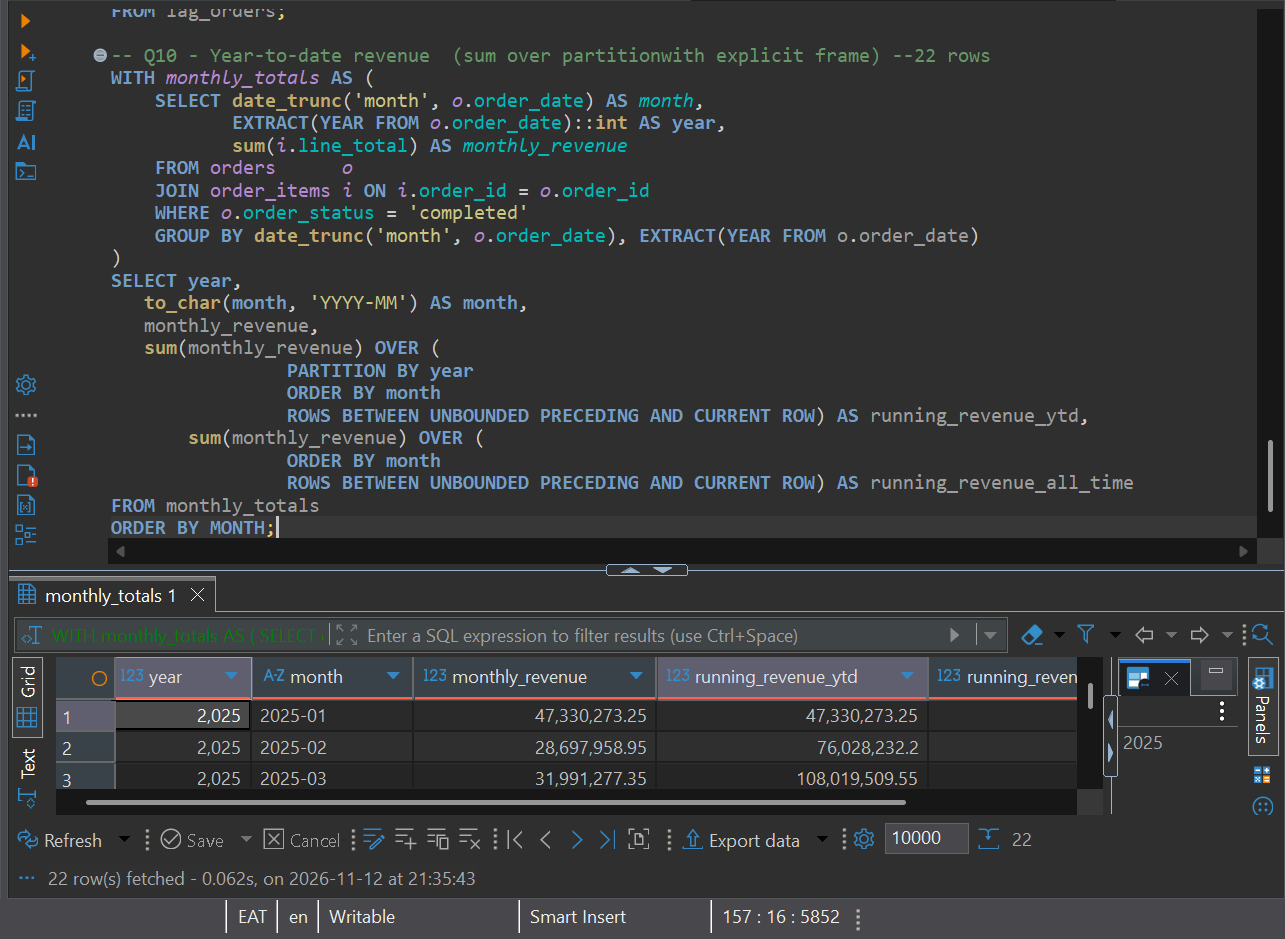 FROM lag_orders;
-- Q10 - Year-to-date revenue  (sum over partitionwith explicit frame) --22 rows
WITH monthly_totals AS (
    SELECT date_trunc('month', o.order_date) AS month,
           EXTRACT(YEAR FROM o.order_date)::int AS year,
           sum(i.line_total) AS monthly_revenue
    FROM orders      o
    JOIN order_items i ON i.order_id = o.order_id
    WHERE o.order_status = 'completed'
    GROUP BY date_trunc('month', o.order_date), EXTRACT(YEAR FROM o.order_date)
)
SELECT year,
   to_char(month, 'YYYY-MM') AS month,
   monthly_revenue,
   sum(monthly_revenue) OVER (
                PARTITION BY year
                ORDER BY month
                ROWS BETWEEN UNBOUNDED PRECEDING AND CURRENT ROW) AS running_revenue_ytd,
       sum(monthly_revenue) OVER (
                ORDER BY month
                ROWS BETWEEN UNBOUNDED PRECEDING AND CURRENT ROW) AS running_revenue_all_time
FROM monthly_totals
ORDER BY MONTH;
AI
monthly_totals 1
WITH monthly_totals AS ( SELECT Enter a SQL expression to filter results (use Ctrl+Space)
Grid
Text
123 year A-Z month 123 monthly_revenue 123 running_revenue_ytd 123 running_reven
1 2,025 2025-01 47,330,273.25 47,330,273.25
2 2,025 2025-02 28,697,958.95 76,028,232.2
3 2,025 2025-03 31,991,277.35 108,019,509.55
2025
Panels
Refresh Save Cancel Export data 10000 22
22 row(s) fetched - 0.062s, on 2026-11-12 at 21:35:43
EAT en Writable Smart Insert 157 : 16 : 5852